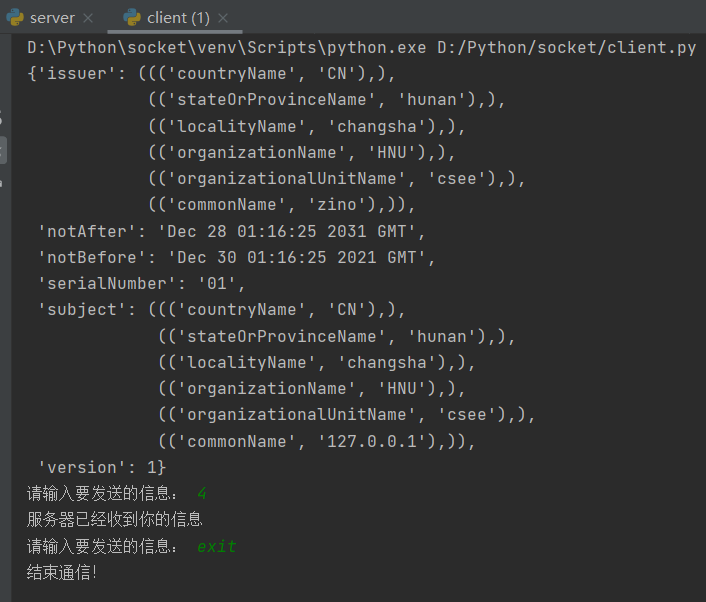 server × client (1) ×
D:\Python\socket\venv\Scripts\python.exe D:/Python/socket/client.py
{'issuer': ((('countryName', 'CN'),),
(('stateOrProvinceName', 'hunan'),),
(('localityName', 'changsha'),),
(('organizationName', 'HNU'),),
(('organizationalUnitName', 'csee'),),
(('commonName', 'zino'),)),
'notAfter': 'Dec 28 01:16:25 2031 GMT',
'notBefore': 'Dec 30 01:16:25 2021 GMT',
'serialNumber': '01',
'subject': ((('countryName', 'CN'),),
(('stateOrProvinceName', 'hunan'),),
(('localityName', 'changsha'),),
(('organizationName', 'HNU'),),
(('organizationalUnitName', 'csee'),),
(('commonName', '127.0.0.1'),)),
'version': 1}
请输入要发送的信息： 4
服务器已经收到你的信息
请输入要发送的信息： exit
结束通信!